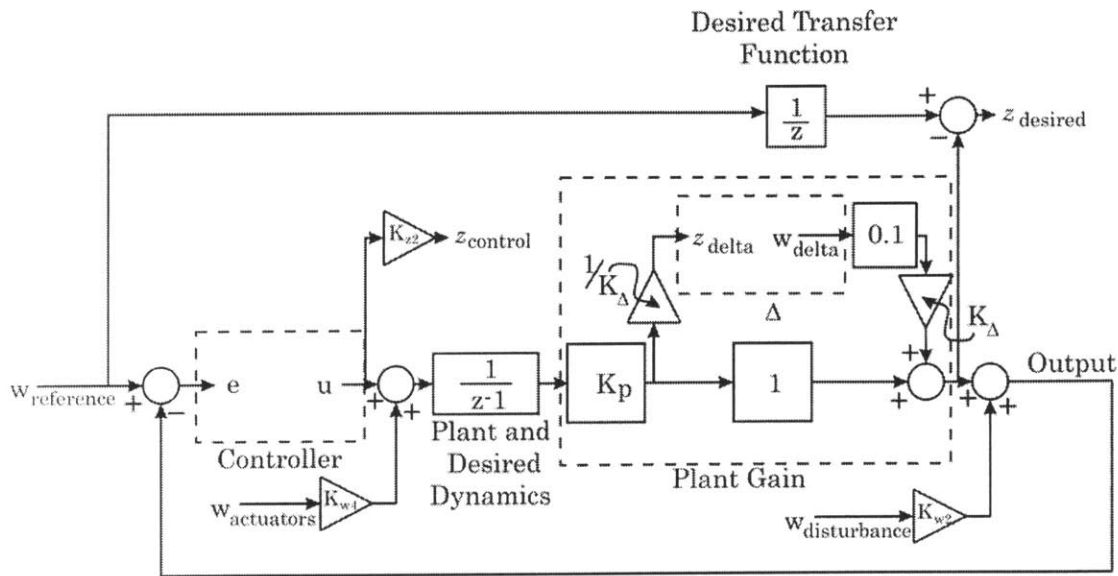 Desired Transfer
Function
1
z
+
−
z desired
K z2
z control
1/K Δ
z delta
w delta
0.1
Δ
K Δ
w reference
+
−
e
u
+
+
1
z-1
K p
1
+
+
+
+
Output
Controller
Plant and
Desired
Dynamics
Plant Gain
w actuators
K w4
w disturbance
K w2